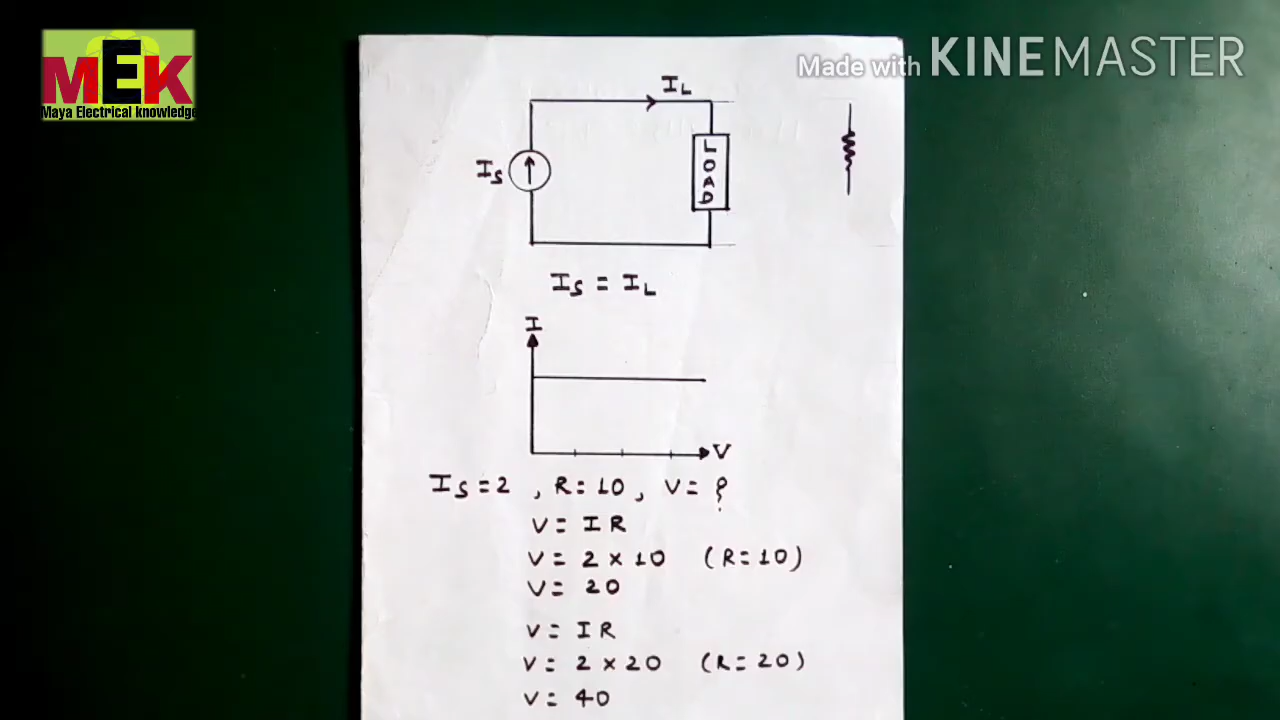 MEK
Maya Electrical knowledge
Made with KINEMASTER
IL
IS
LOAD
IS = IL
I
V
IS = 2 , R = 10 , V = ?
V = IR
V = 2 × 10 (R = 10)
V = 20
V = IR
V = 2 × 20 (R = 20)
V = 40